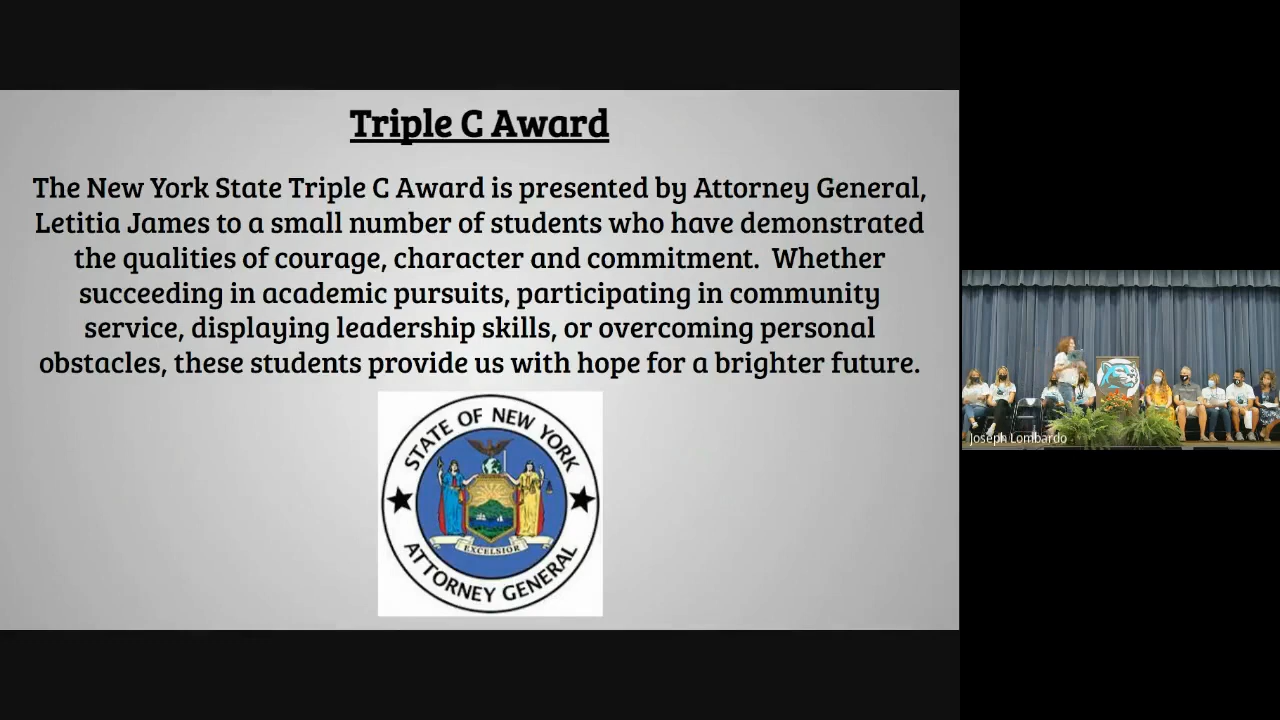 Triple C Award
The New York State Triple C Award is presented by Attorney General,
Letitia James to a small number of students who have demonstrated
the qualities of courage, character and commitment.  Whether
succeeding in academic pursuits, participating in community
service, displaying leadership skills, or overcoming personal
obstacles, these students provide us with hope for a brighter future.
STATE OF NEW YORK
EXCELSIOR
ATTORNEY GENERAL
Joseph Lombardo